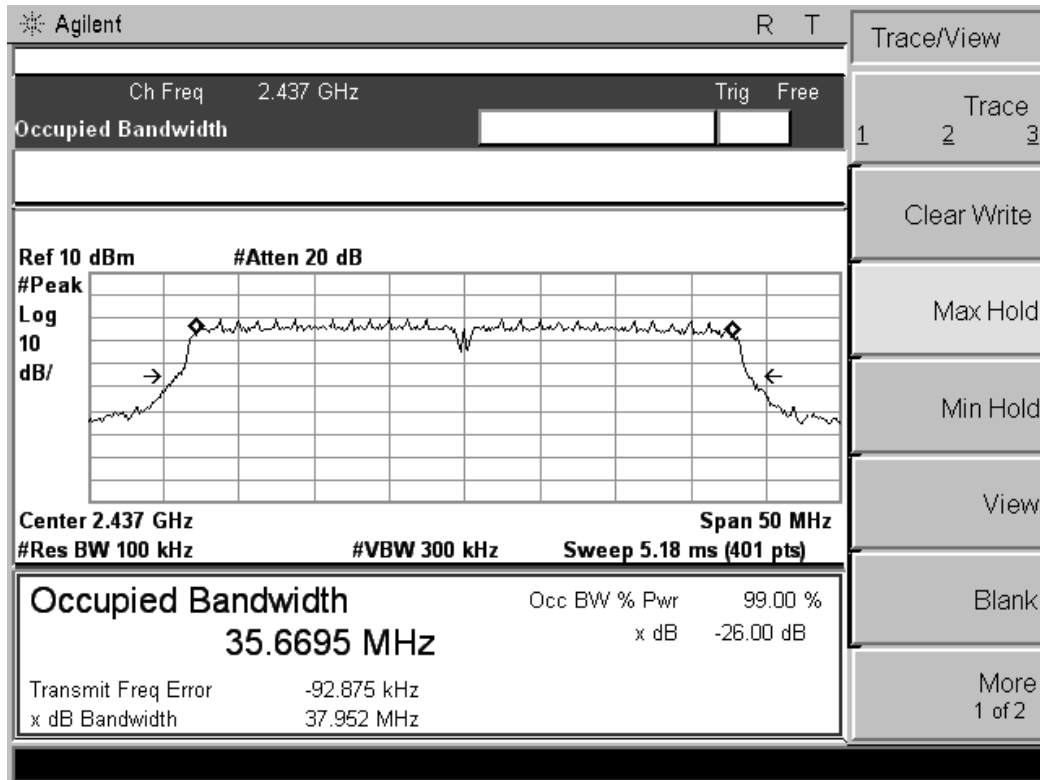 Agilent R T
Ch Freq 2.437 GHz Trig Free
Occupied Bandwidth
Ref 10 dBm #Atten 20 dB
#Peak
Log
10
dB/
Center 2.437 GHz Span 50 MHz
#Res BW 100 kHz #VBW 300 kHz Sweep 5.18 ms (401 pts)
Occupied Bandwidth Occ BW % Pwr 99.00 %
35.6695 MHz x dB -26.00 dB
Transmit Freq Error -92.875 kHz
x dB Bandwidth 37.952 MHz
Trace/View
Trace
1 2 3
Clear Write
Max Hold
Min Hold
View
Blank
More
1 of 2